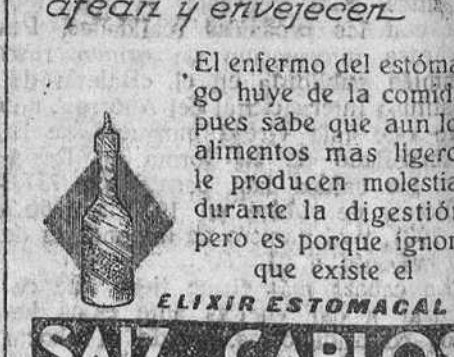 afean y envejecen
El enfermo del estóma
go huye de la comid
pues sabe que aun lo
alimentos mas ligero
le producen molestia
durante la digestión
pero es porque ignor
que existe el
ELIXIR ESTOMACAL
SAIZ CARLOS